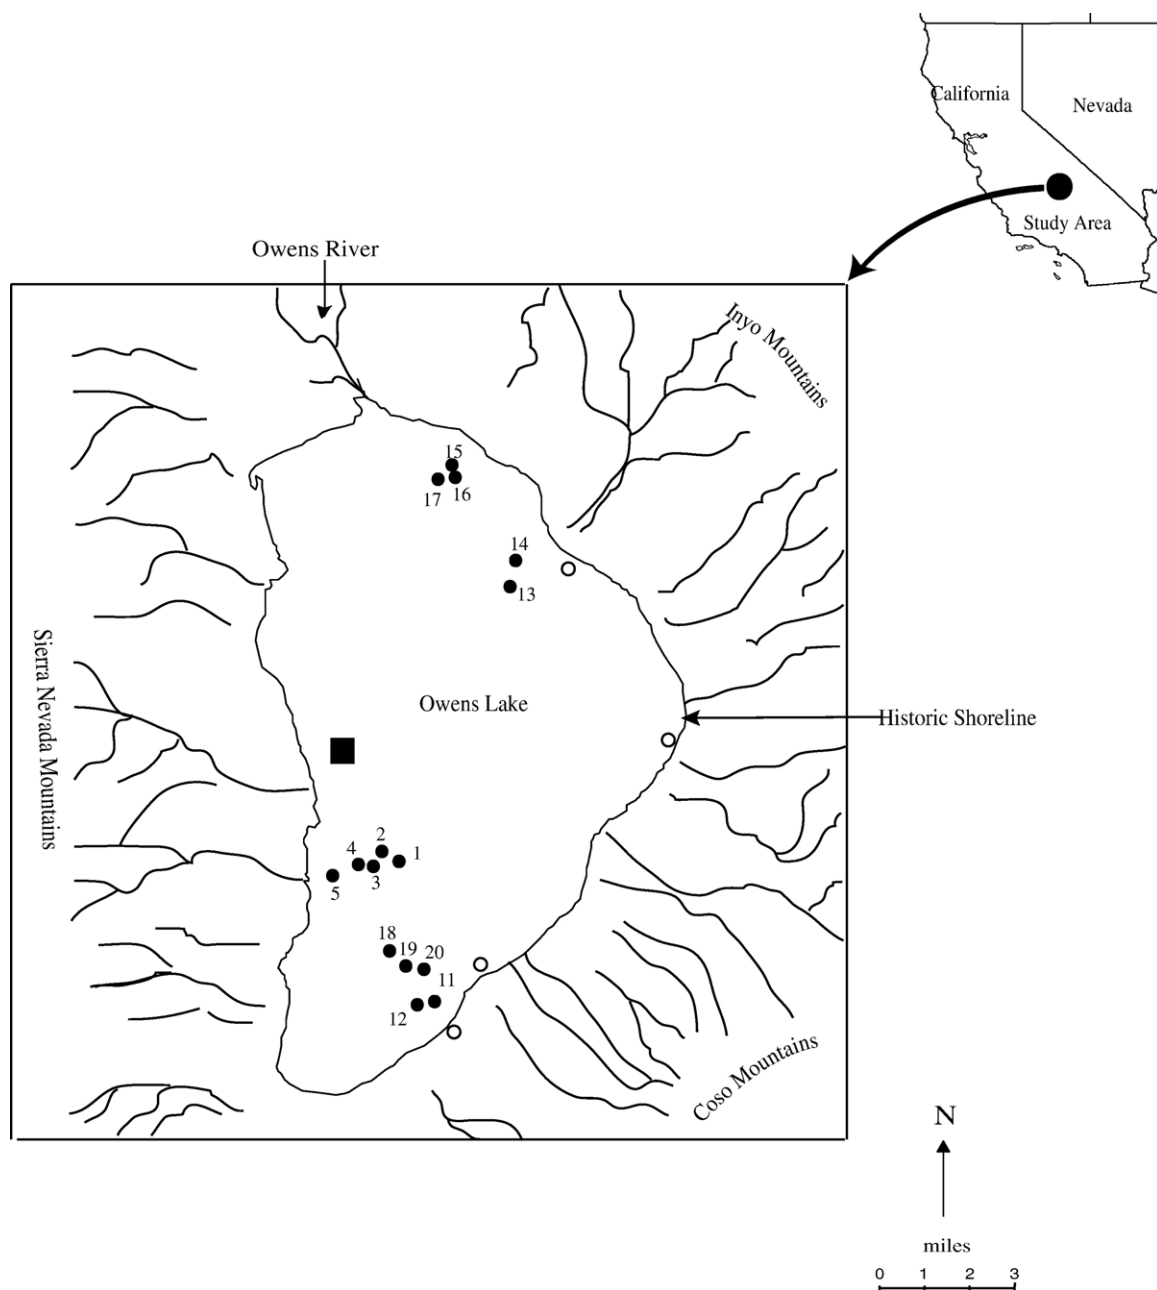 California
Nevada
Study Area
Owens River
Inyo Mountains
15
17
16
14
13
Sierra Nevada Mountains
Owens Lake
Historic Shoreline
2
4
1
3
5
18
19
20
11
12
Coso Mountains
N
miles
0 1 2 3